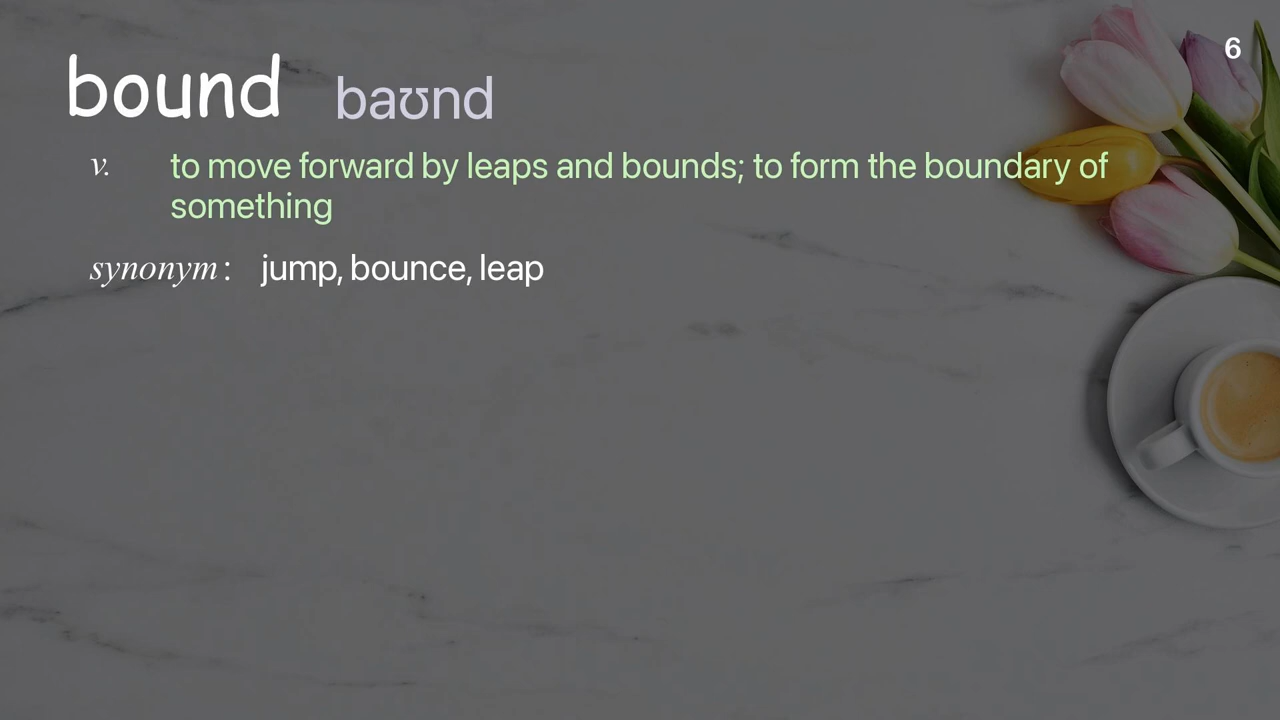 6
bound baʊnd
v. to move forward by leaps and bounds; to form the boundary of
something
synonym : jump, bounce, leap